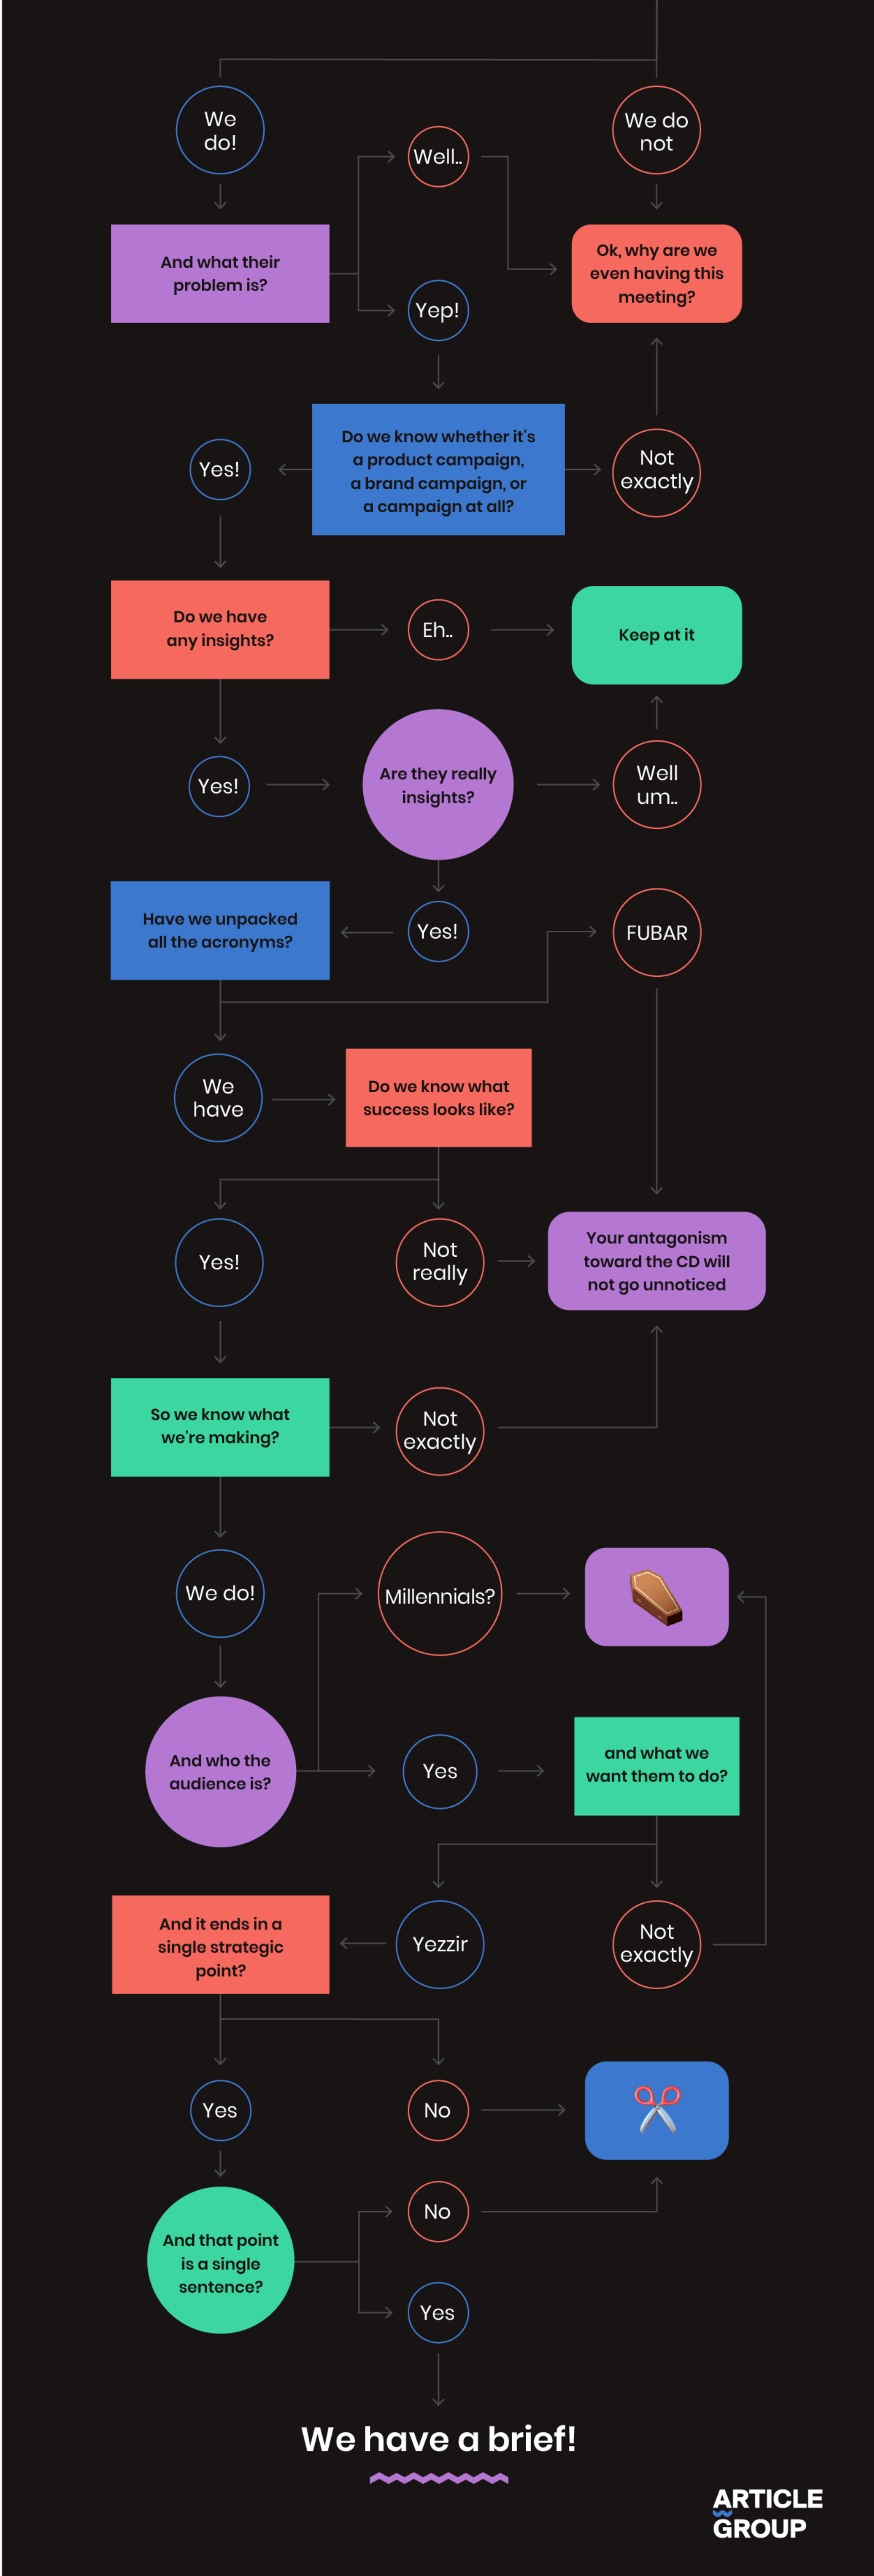 We
do!
We do
not
Well..
And what their
problem is?
Ok, why are we
even having this
meeting?
Yep!
Do we know whether it's
a product campaign,
a brand campaign, or
a campaign at all?
Yes!
Not
exactly
Do we have
any insights?
Eh..
Keep at it
Yes!
Are they really
insights?
Well
um..
Have we unpacked
all the acronyms?
Yes!
FUBAR
We
have
Do we know what
success looks like?
Yes!
Not
really
Your antagonism
toward the CD will
not go unnoticed
So we know what
we're making?
Not
exactly
We do!
Millennials?
And who the
audience is?
Yes
and what we
want them to do?
And it ends in a
single strategic
point?
Yezzir
Not
exactly
Yes
No
And that point
is a single
sentence?
No
Yes
We have a brief!
ARTICLE
GROUP